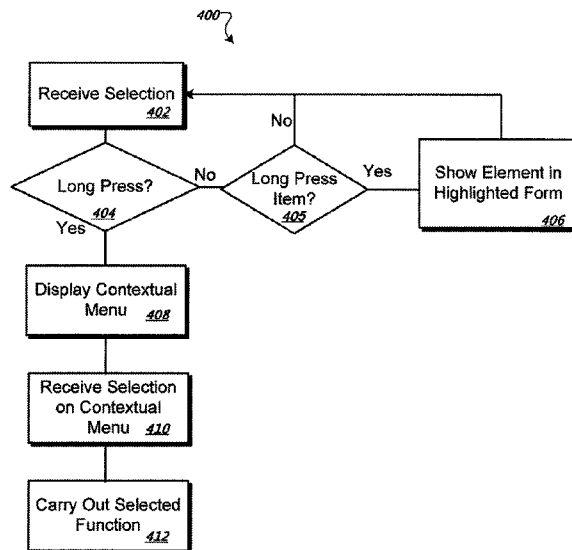 400
Receive Selection
402
Long Press?
404
No
Yes
Long Press
Item?
405
No
Yes
Show Element in
Highlighted Form
406
Display Contextual
Menu 408
Receive Selection
on Contextual
Menu 410
Carry Out Selected
Function
412